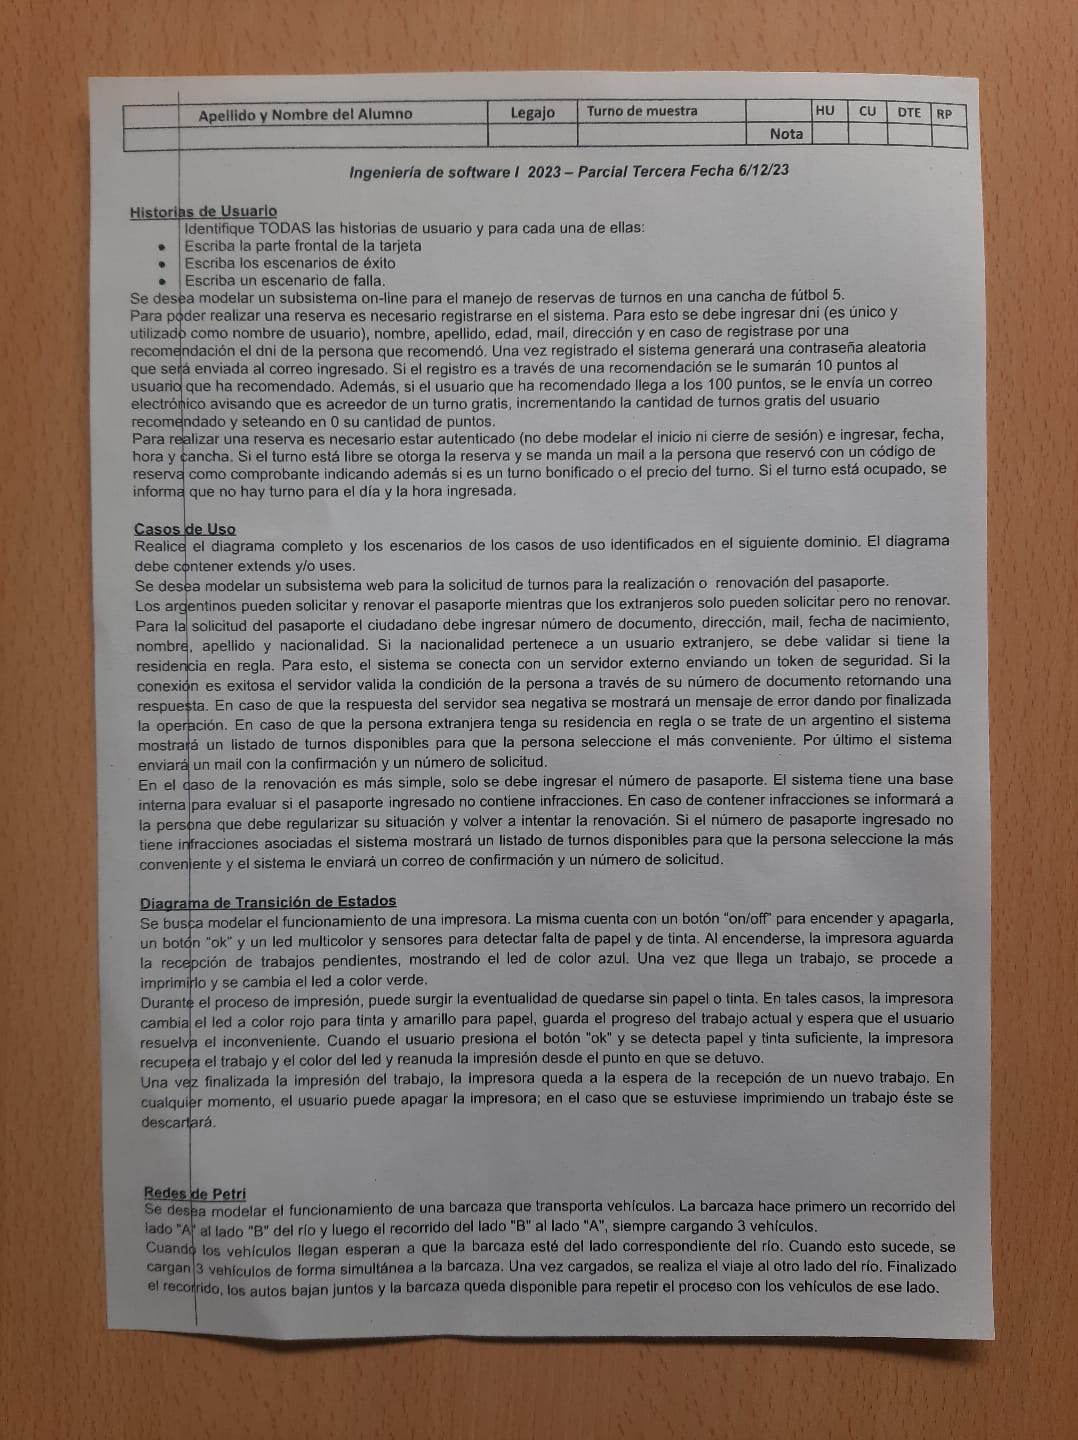 Apellido y Nombre del Alumno Legajo Turno de muestra HU CU DTE RP
Nota
Ingeniería de software I 2023 – Parcial Tercera Fecha 6/12/23
Historias de Usuario
Identifique TODAS las historias de usuario y para cada una de ellas:
• Escriba la parte frontal de la tarjeta
• Escriba los escenarios de éxito
• Escriba un escenario de falla.
Se desea modelar un subsistema on-line para el manejo de reservas de turnos en una cancha de fútbol 5.
Para poder realizar una reserva es necesario registrarse en el sistema. Para esto se debe ingresar dni (es único y
utilizado como nombre de usuario), nombre, apellido, edad, mail, dirección y en caso de registrase por una
recomendación el dni de la persona que recomendó. Una vez registrado el sistema generará una contraseña aleatoria
que será enviada al correo ingresado. Si el registro es a través de una recomendación se le sumarán 10 puntos al
usuario que ha recomendado. Además, si el usuario que ha recomendado llega a los 100 puntos, se le envía un correo
electrónico avisando que es acreedor de un turno gratis, incrementando la cantidad de turnos gratis del usuario
recomendado y seteando en 0 su cantidad de puntos.
Para realizar una reserva es necesario estar autenticado (no debe modelar el inicio ni cierre de sesión) e ingresar, fecha,
hora y cancha. Si el turno está libre se otorga la reserva y se manda un mail a la persona que reservó con un código de
reserva como comprobante indicando además si es un turno bonificado o el precio del turno. Si el turno está ocupado, se
informa que no hay turno para el día y la hora ingresada.
Casos de Uso
Realice el diagrama completo y los escenarios de los casos de uso identificados en el siguiente dominio. El diagrama
debe contener extends y/o uses.
Se desea modelar un subsistema web para la solicitud de turnos para la realización o renovación del pasaporte.
Los argentinos pueden solicitar y renovar el pasaporte mientras que los extranjeros solo pueden solicitar pero no renovar.
Para la solicitud del pasaporte el ciudadano debe ingresar número de documento, dirección, mail, fecha de nacimiento,
nombre, apellido y nacionalidad. Si la nacionalidad pertenece a un usuario extranjero, se debe validar si tiene la
residencia en regla. Para esto, el sistema se conecta con un servidor externo enviando un token de seguridad. Si la
conexión es exitosa el servidor valida la condición de la persona a través de su número de documento retornando una
respuesta. En caso de que la respuesta del servidor sea negativa se mostrará un mensaje de error dando por finalizada
la operación. En caso de que la persona extranjera tenga su residencia en regla o se trate de un argentino el sistema
mostrará un listado de turnos disponibles para que la persona seleccione el más conveniente. Por último el sistema
enviará un mail con la confirmación y un número de solicitud.
En el caso de la renovación es más simple, solo se debe ingresar el número de pasaporte. El sistema tiene una base
interna para evaluar si el pasaporte ingresado no contiene infracciones. En caso de contener infracciones se informará a
la persona que debe regularizar su situación y volver a intentar la renovación. Si el número de pasaporte ingresado no
tiene infracciones asociadas el sistema mostrará un listado de turnos disponibles para que la persona seleccione la más
conveniente y el sistema le enviará un correo de confirmación y un número de solicitud.
Diagrama de Transición de Estados
Se busca modelar el funcionamiento de una impresora. La misma cuenta con un botón "on/off" para encender y apagarla,
un botón "ok" y un led multicolor y sensores para detectar falta de papel y de tinta. Al encenderse, la impresora aguarda
la recepción de trabajos pendientes, mostrando el led de color azul. Una vez que llega un trabajo, se procede a
imprimirlo y se cambia el led a color verde.
Durante el proceso de impresión, puede surgir la eventualidad de quedarse sin papel o tinta. En tales casos, la impresora
cambia el led a color rojo para tinta y amarillo para papel, guarda el progreso del trabajo actual y espera que el usuario
resuelva el inconveniente. Cuando el usuario presiona el botón "ok" y se detecta papel y tinta suficiente, la impresora
recupera el trabajo y el color del led y reanuda la impresión desde el punto en que se detuvo.
Una vez finalizada la impresión del trabajo, la impresora queda a la espera de la recepción de un nuevo trabajo. En
cualquier momento, el usuario puede apagar la impresora; en el caso que se estuviese imprimiendo un trabajo éste se
descartará.
Redes de Petri
Se desea modelar el funcionamiento de una barcaza que transporta vehículos. La barcaza hace primero un recorrido del
lado "A" al lado "B" del río y luego el recorrido del lado "B" al lado "A", siempre cargando 3 vehículos.
Cuando los vehículos llegan esperan a que la barcaza esté del lado correspondiente del río. Cuando esto sucede, se
cargan 3 vehículos de forma simultánea a la barcaza. Una vez cargados, se realiza el viaje al otro lado del río. Finalizado
el recorrido, los autos bajan juntos y la barcaza queda disponible para repetir el proceso con los vehículos de ese lado.